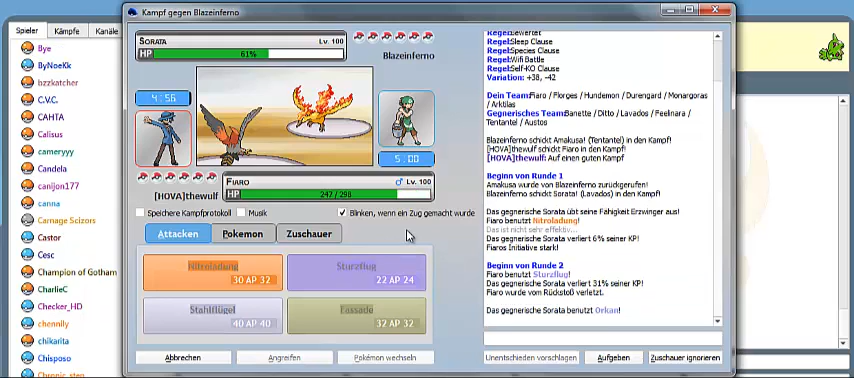 Kampf gegen Blazeinferno
Spieler
Kämpfe
Kanäle
Bye
ByNoeKk
bzzkatcher
C.V.C.
CAHTA
Calisus
cameryyy
Candela
canijon177
canna
Carnage Scizors
Castor
Cesc
Champion of Gotham
CharlieC
Checker_HD
chennily
chikarita
Chisposo
Chronic_step
SORATA Lv. 100
HP 61%
Blazeinferno
4:56
5:00
FIARO Lv. 100
HP 247 / 298
[HOVA]thewulf
Speichere Kampfprotokoll
Musik
Blinken, wenn ein Zug gemacht wurde
Attacken
Pokemon
Zuschauer
Nitroladung
30 AP 32
Sturzflug
22 AP 24
Stahlflügel
40 AP 40
Fassade
32 AP 32
Abbrechen
Angreifen
Pokémon wechseln
Regel:Sleep Clause
Regel:Species Clause
Regel:Wifi Battle
Regel:Self-KO Clause
Variation: +38, -42
Dein Team:Fiaro / Florges / Hundemon / Durengard / Monargoras
/ Arktilas
Gegnerisches Team:Banette / Ditto / Lavados / Feelnara /
Tentantel / Austos
Blazeinferno schickt Amakusa! (Tentantel) in den Kampf!
[HOVA]thewulf schickt Fiaro in den Kampf!
[HOVA]thewulf: Auf einen guten Kampf
Beginn von Runde 1
Amakusa wurde von Blazeinferno zurückgerufen!
Blazeinferno schickt Sorata! (Lavados) in den Kampf!
Das gegnerische Sorata übt seine Fähigkeit Erzwinger aus!
Fiaro benutzt Nitroladung!
Das ist nicht sehr effektiv...
Das gegnerische Sorata verliert 6% seiner KP!
Fiaros Initiative stark!
Beginn von Runde 2
Fiaro benutzt Sturzflug!
Das gegnerische Sorata verliert 31% seiner KP!
Fiaro wurde vom Rückstoß verletzt.
Das gegnerische Sorata benutzt Orkan!
Unentschieden vorschlagen
Aufgeben
Zuschauer ignorieren